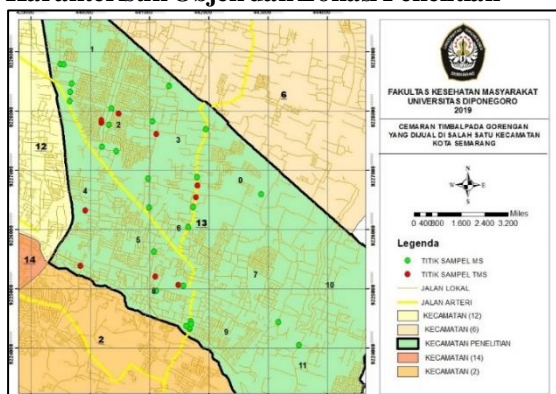 Karakteristik Objek dan Lokasi Penelitian
1
6
12
2
3
0
4
13
6
5
7
14
10
8
2
9
11
FAKULTAS KESEHATAN MASYARAKAT
UNIVERSITAS DIPONEGORO
2019
CEMARAN TIMBALPADA GORENGAN
YANG DIJUAL DI SALAH SATU KECAMATAN
KOTA SEMARANG
N
W E
S
0 400800 1.600 2.400 3.200
Miles
Legenda
TITIK SAMPEL MS
TITIK SAMPEL TMS
JALAN LOKAL
JALAN ARTERI
KECAMATAN (12)
KECAMATAN (6)
KECAMATAN PENELITIAN
KECAMATAN (14)
KECAMATAN (2)